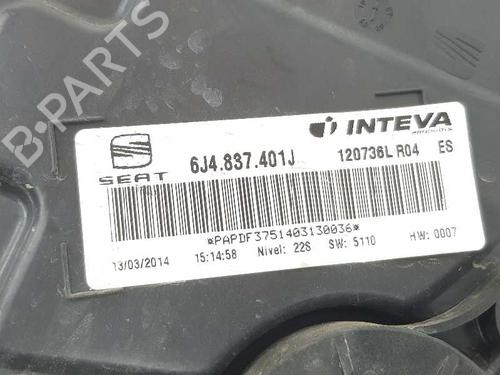 B-PARTS
SEAT
6J4.837.401J
INTEVA
PRODUCTS
120736L R04 ES
*PAPDF3751403130036*
13/03/2014 15:14:58 Nivel: 22S SW: 5110 HW: 0007